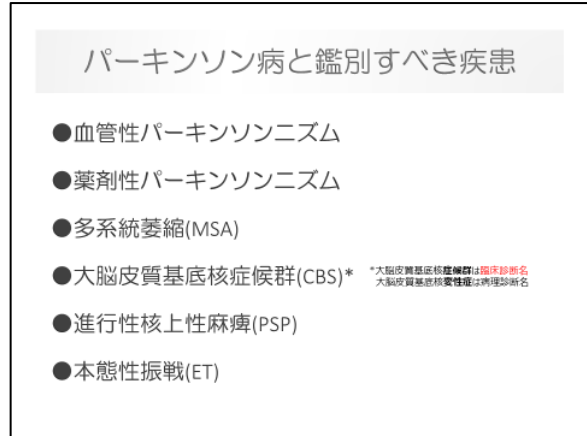 パーキンソン病と鑑別すべき疾患
●血管性パーキンソンニズム
●薬剤性パーキンソンニズム
●多系統萎縮(MSA)
●大脳皮質基底核症候群(CBS)*
*大脳皮質基底核症候群は臨床診断名
大脳皮質基底核変性症は病理診断名
●進行性核上性麻痺(PSP)
●本態性振戦(ET)